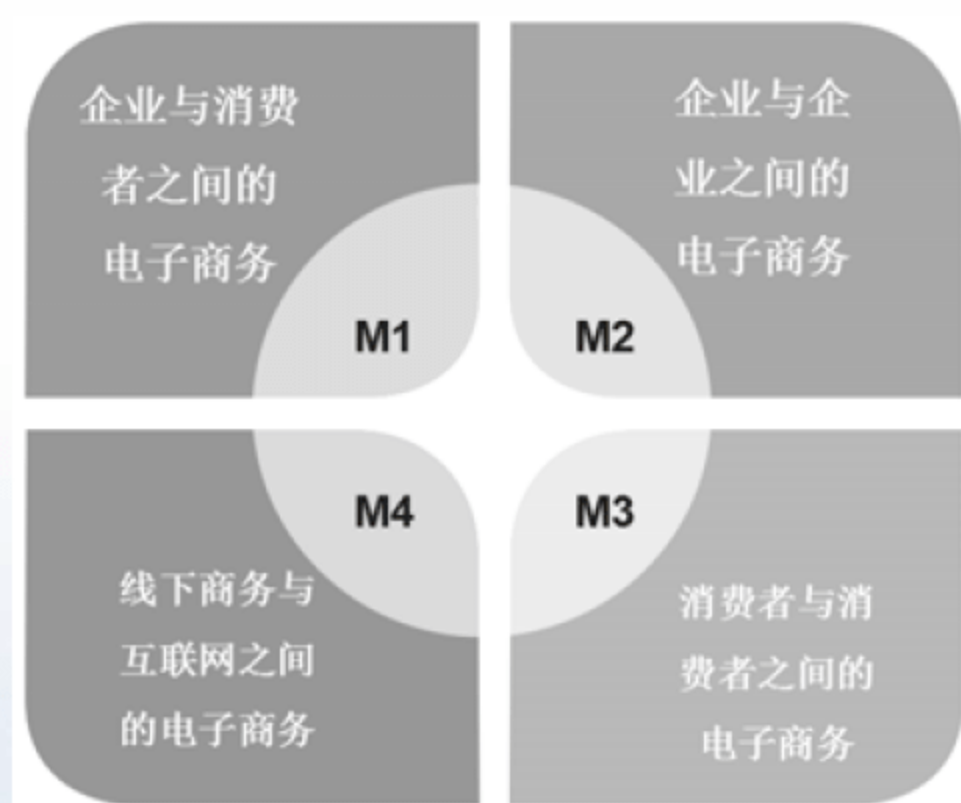 企业与消费
者之间的
电子商务
M1
企业与企
业之间的
电子商务
M2
M4
线下商务与
互联网之间
的电子商务
M3
消费者与消
费者之间的
电子商务